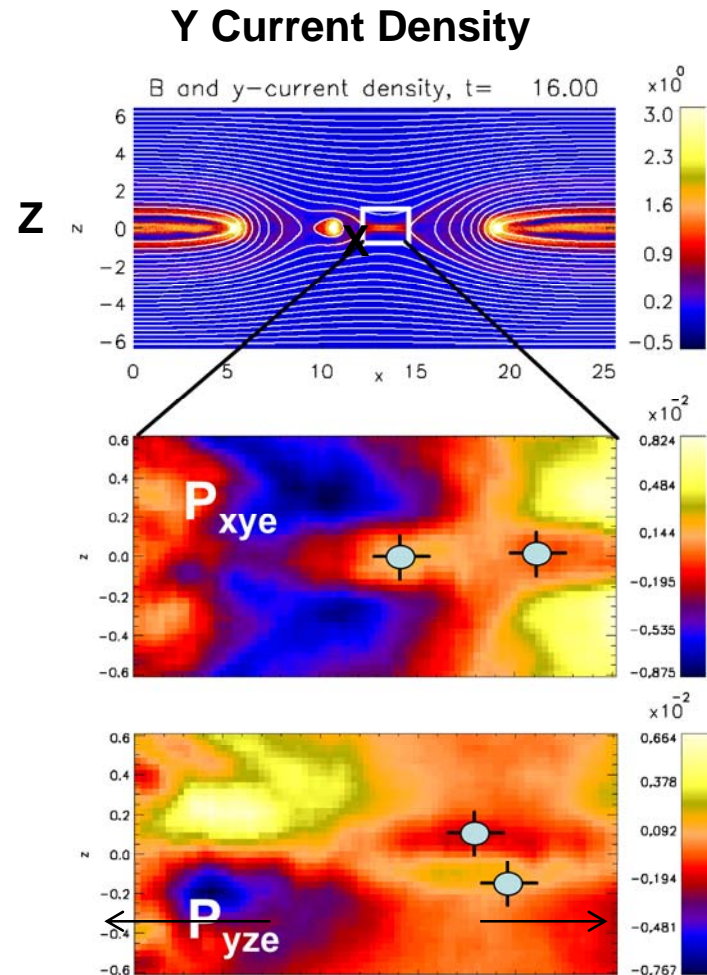 Y Current Density
B and y-current density, t= 16.00
x10^0
6
4
2
0
-2
-4
-6
Z
z
X
0 5 10 15 20 25
x
3.0
2.3
1.6
0.9
0.2
-0.5
x10^-2
0.6
0.4
0.2
0.0
-0.2
-0.4
-0.6
z
P_xye
0.824
0.484
0.144
-0.195
-0.535
-0.875
x10^-2
0.6
0.4
0.2
0.0
-0.2
-0.4
-0.6
z
P_yze
0.664
0.378
0.092
-0.194
-0.481
-0.767